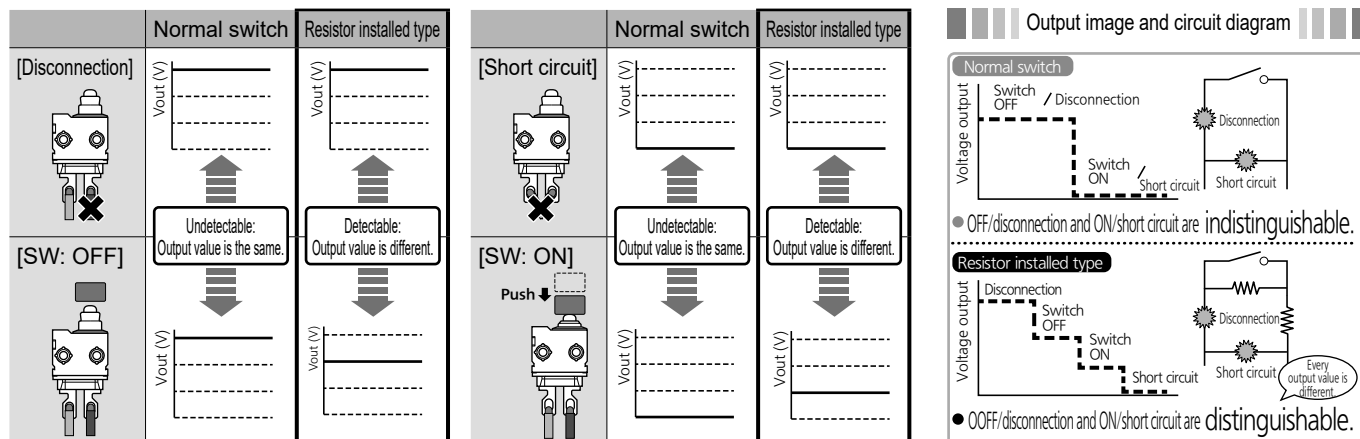 Normal switch
Resistor installed type
[Disconnection]
Vout (V)
Vout (V)
Undetectable:
Output value is the same.
Detectable:
Output value is different.
[SW: OFF]
Vout (V)
Vout (V)
Normal switch
Resistor installed type
[Short circuit]
Vout (V)
Vout (V)
Undetectable:
Output value is the same.
Detectable:
Output value is different.
[SW: ON]
Push
Vout (V)
Vout (V)
Output image and circuit diagram
Normal switch
Voltage output
Switch
OFF
/ Disconnection
Switch
ON
/
Short circuit
Disconnection
Short circuit
OFF/disconnection and ON/short circuit are indistinguishable.
Resistor installed type
Voltage output
Disconnection
Switch
OFF
Switch
ON
Short circuit
Disconnection
Short circuit
Every
output value is
different.
OOFF/disconnection and ON/short circuit are distinguishable.